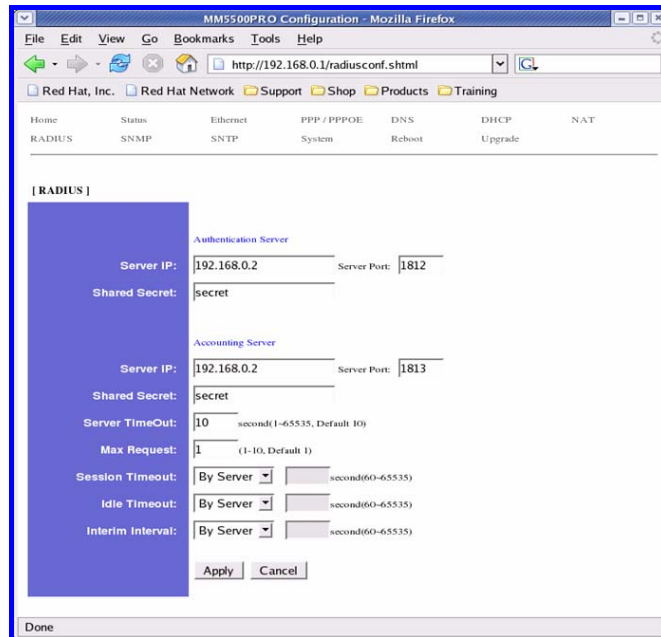 MM5500PRO Configuration - Mozilla Firefox
File Edit View Go Bookmarks Tools Help
http://192.168.0.1/radiusconf.shtml G
Red Hat, Inc. Red Hat Network Support Shop Products Training
Home Status Ethernet PPP / PPPOE DNS DHCP NAT
RADIUS SNMP SNTP System Reboot Upgrade
[ RADIUS ]
Authentication Server
Server IP: 192.168.0.2 Server Port: 1812
Shared Secret: secret
Accounting Server
Server IP: 192.168.0.2 Server Port: 1813
Shared Secret: secret
Server TimeOut: 10 second(1~65535, Default 10)
Max Request: 1 (1-10, Default 1)
Session Timeout: By Server second(60~65535)
Idle Timeout: By Server second(60~65535)
Interim Interval: By Server second(60~65535)
Apply Cancel
Done